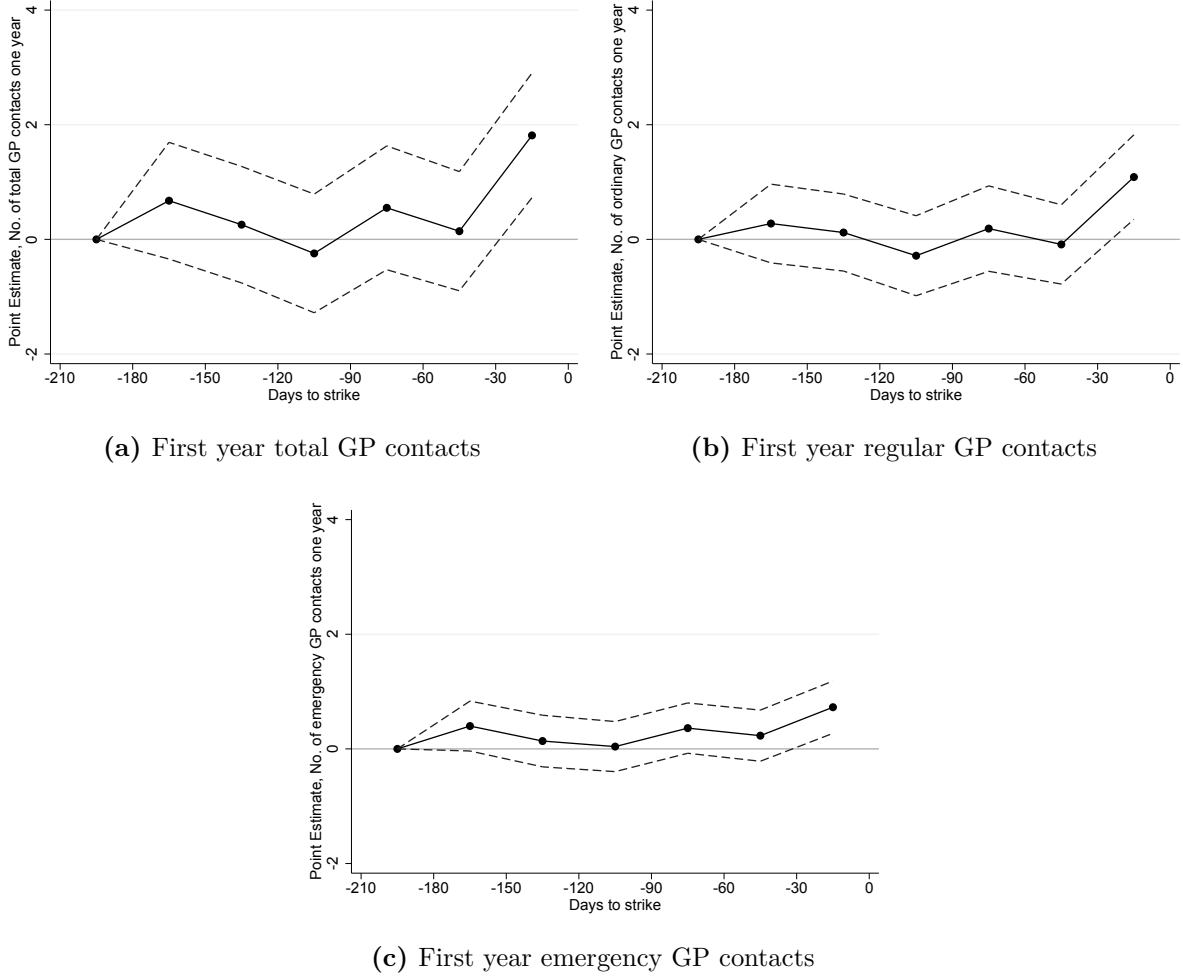 Point Estimate, No. of total GP contacts one year
4
2
0
-2
-210 -180 -150 -120 -90 -60 -30 0
Days to strike
(a) First year total GP contacts
Point Estimate, No. of ordinary GP contacts one year
4
2
0
-2
-210 -180 -150 -120 -90 -60 -30 0
Days to strike
(b) First year regular GP contacts
Point Estimate, No. of emergency GP contacts one year
4
2
0
-2
-210 -180 -150 -120 -90 -60 -30 0
Days to strike
(c) First year emergency GP contacts